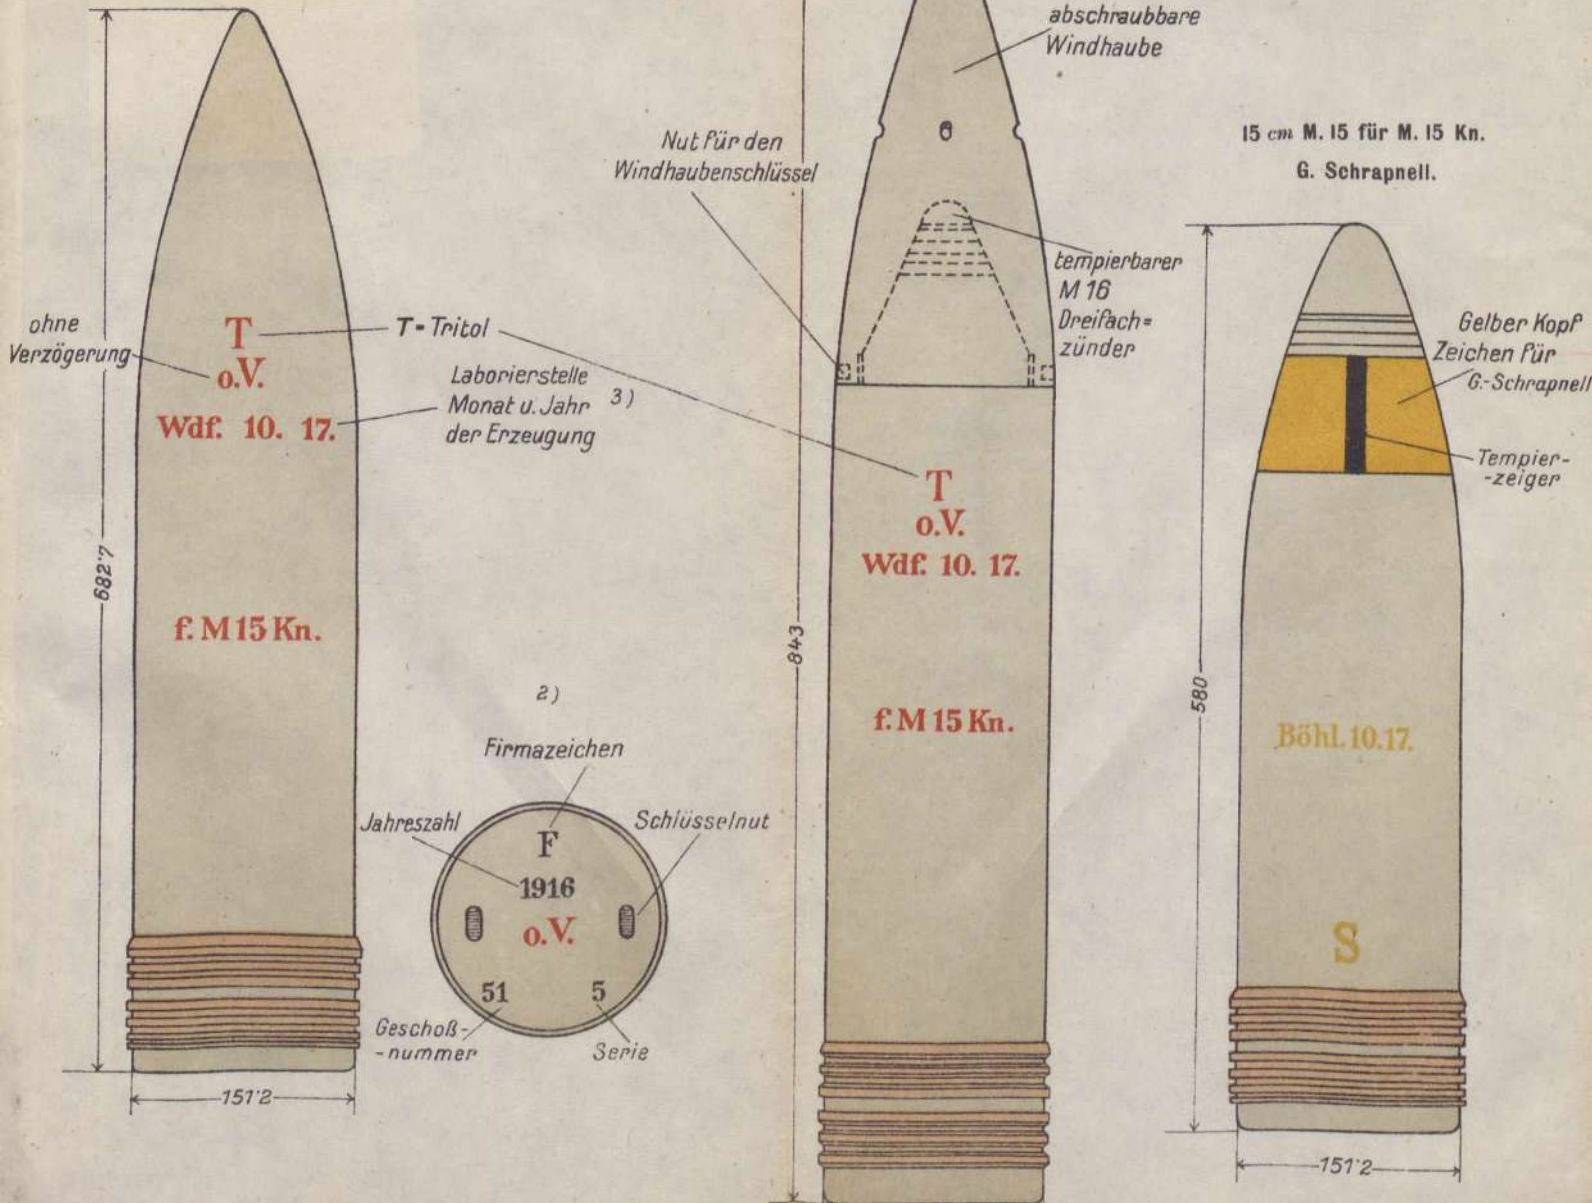 abschraubbare
Windhaube
Nut für den
Windhaubenschlüssel
15 cm M. 15 für M. 15 Kn.
G. Schrapnell.
tempierbarer
M 16
Dreifach=
zünder
ohne
Verzögerung
T
o.V.
Wdf. 10. 17.
T = Tritol
Laborierstelle
Monat u. Jahr 3)
der Erzeugung
Gelber Kopf
Zeichen für
G.-Schrapnell
Tempier-
-zeiger
T
o.V.
Wdf. 10. 17.
682·7
f. M 15 Kn.
843
f. M 15 Kn.
580
Böhl. 10.17.
S
2)
Firmazeichen
Jahreszahl
Schlüsselnut
F
1916
o.V.
51 5
Geschoß-
-nummer
Serie
151·2
151·2